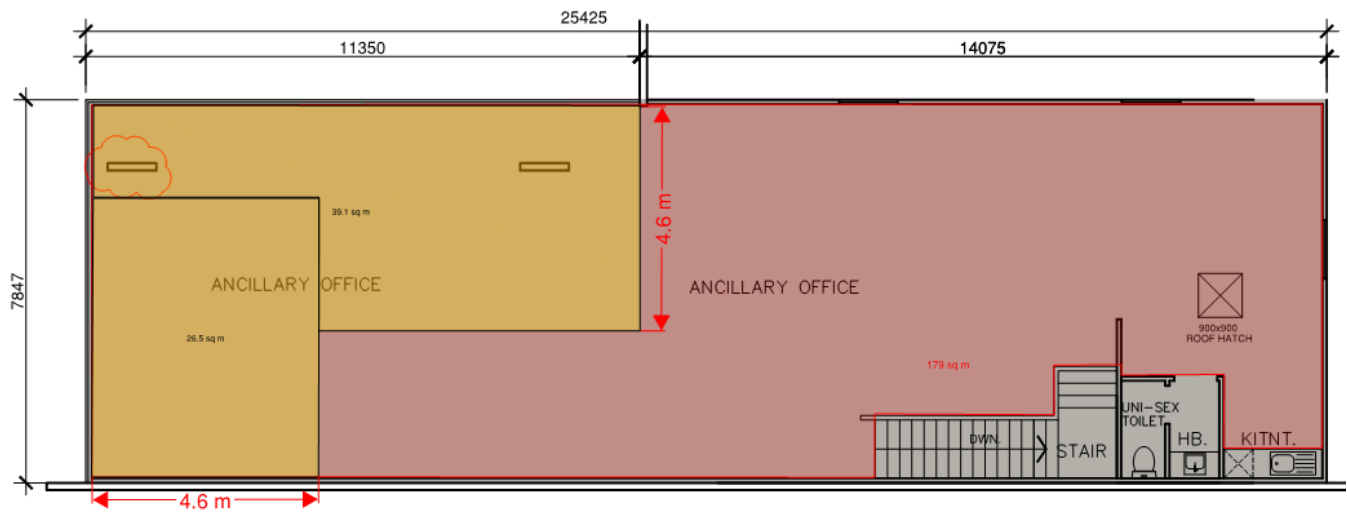 25425
11350
14075
7847
4.6 m
39.1 sq m
ANCILLARY OFFICE
ANCILLARY OFFICE
900x900
ROOF HATCH
26.5 sq m
179 sq m
UNI-SEX
TOILET
DWN.
STAIR
HB.
KITNT.
4.6 m